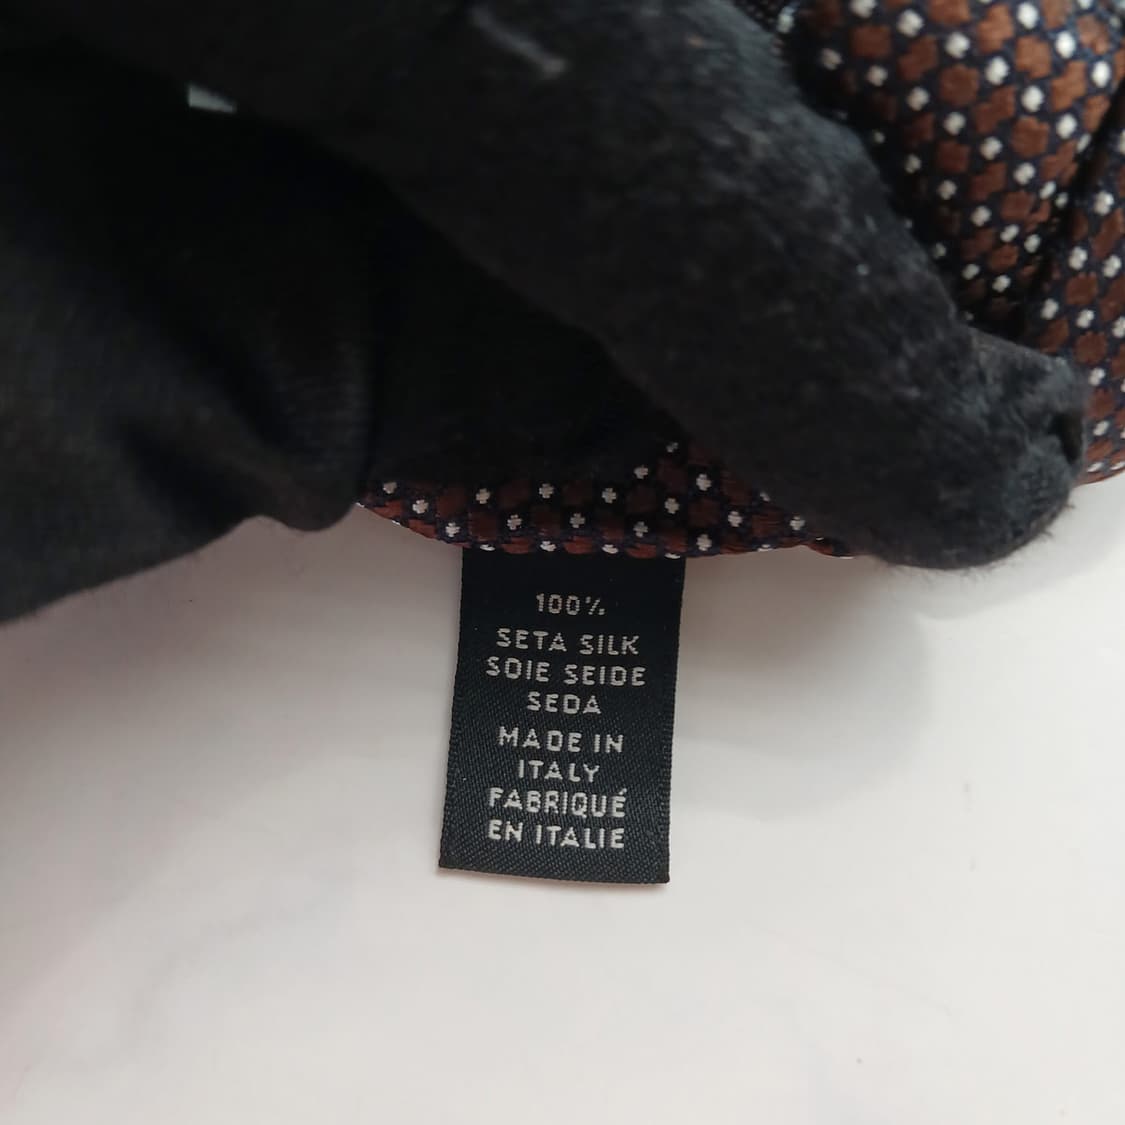 100%
SETA SILK
SOIE SEIDE
SEDA
MADE IN
ITALY
FABRIQUÉ
EN ITALIE